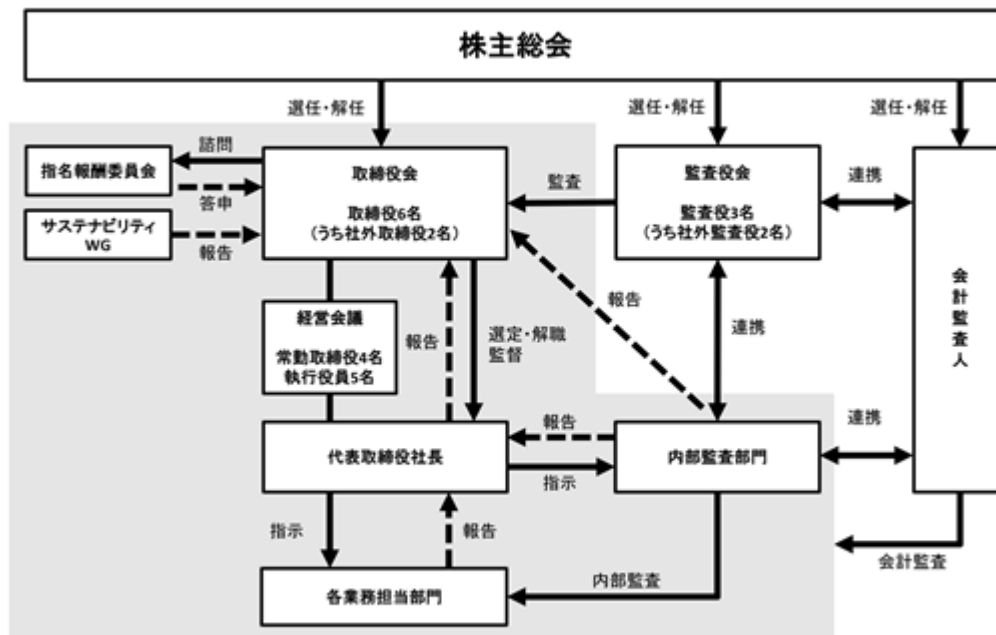 株主総会
選任・解任
選任・解任
選任・解任
諮問
指名報酬委員会
答申
サステナビリティ
WG
報告
取締役会
取締役6名
(うち社外取締役2名)
監査
監査役会
監査役3名
(うち社外監査役2名)
連携
会計監査人
経営会議
常勤取締役4名
執行役員5名
報告
選定・解職
監督
報告
連携
代表取締役社長
報告
指示
内部監査部門
連携
指示
報告
会計監査
各業務担当部門
内部監査